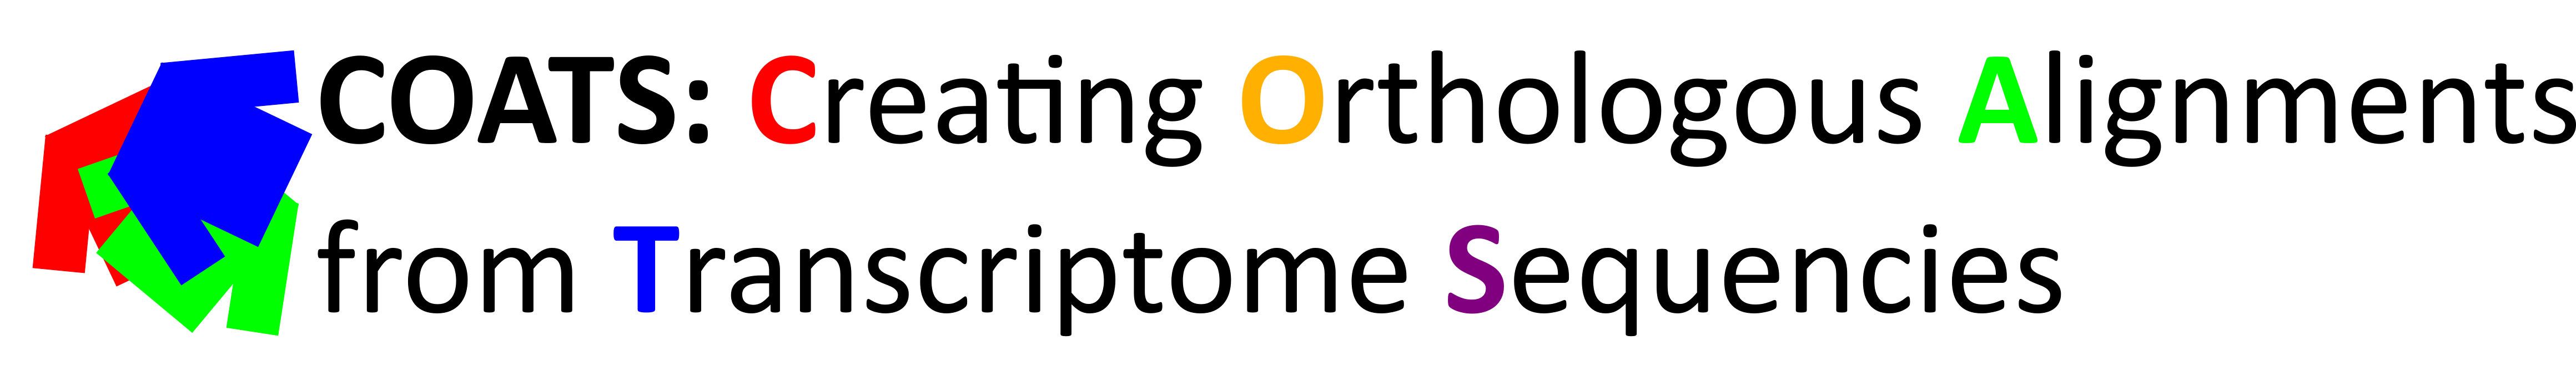 COATS: Creating Orthologous Alignments
from Transcriptome Sequencies